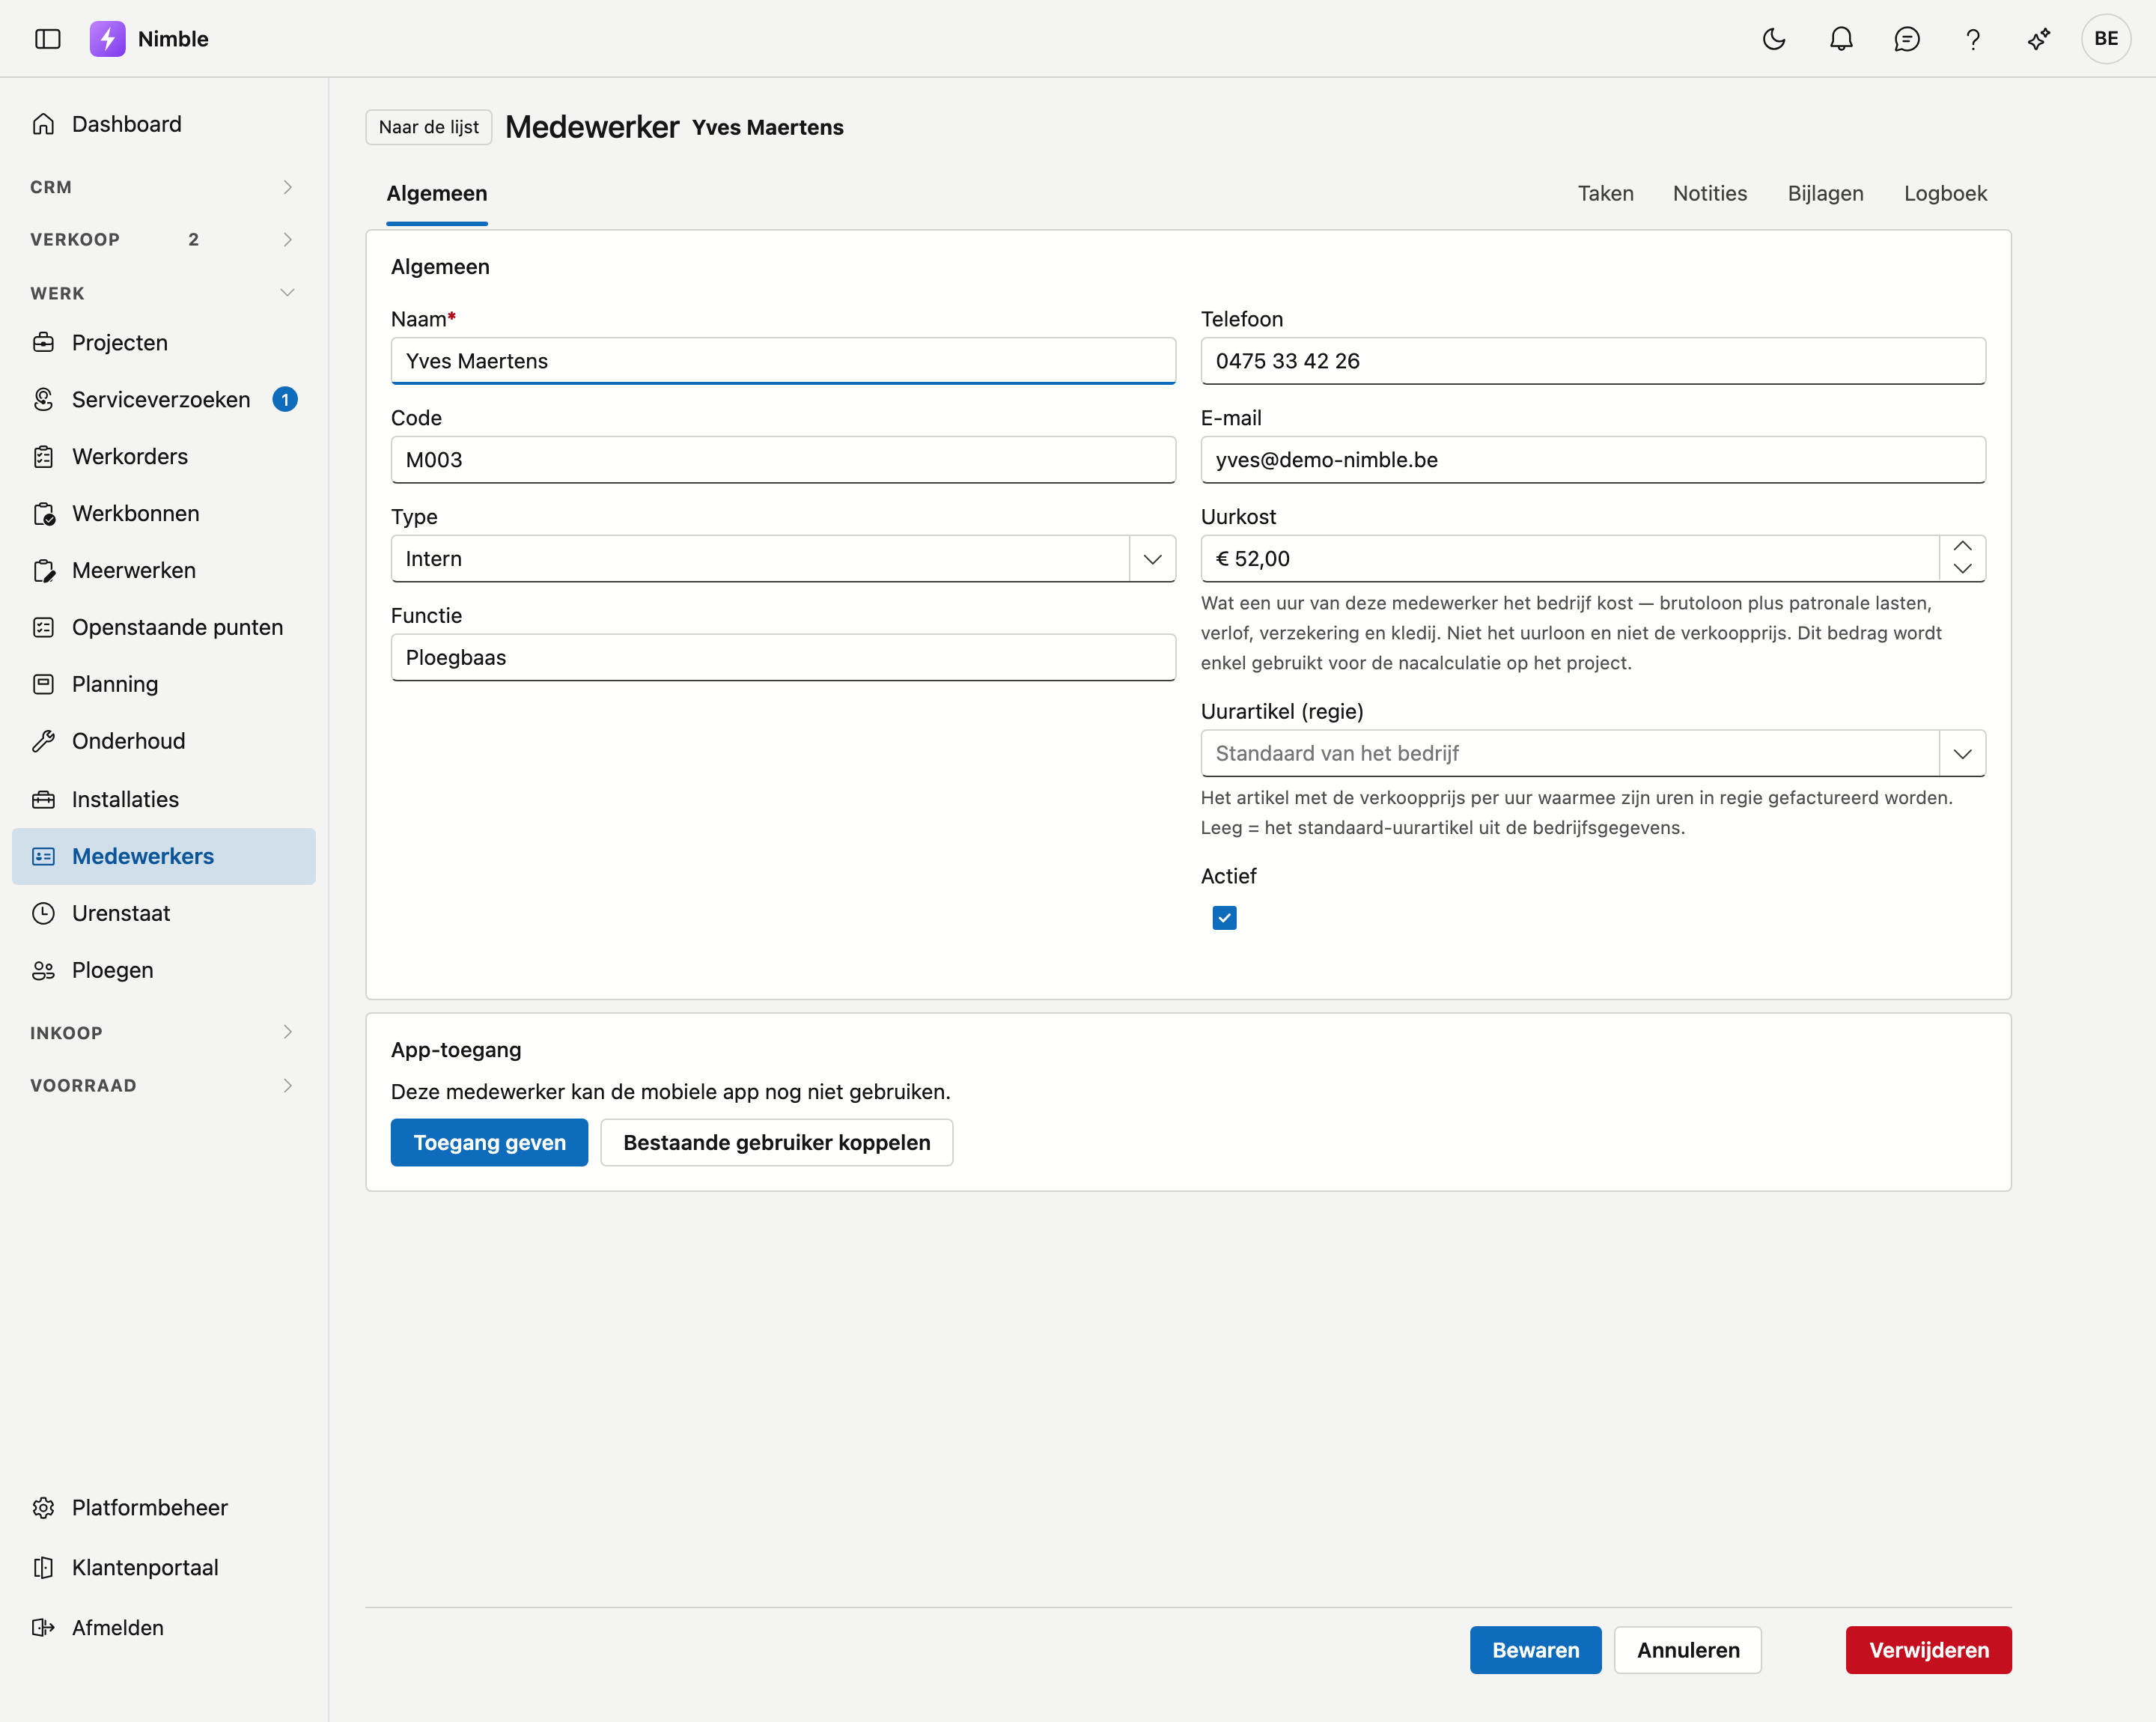 Nimble
BE
Dashboard
CRM
VERKOOP 2
WERK
Projecten
Serviceverzoeken 1
Werkorders
Werkbonnen
Meerwerken
Openstaande punten
Planning
Onderhoud
Installaties
Medewerkers
Urenstaat
Ploegen
INKOOP
VOORRAAD
Platformbeheer
Klantenportaal
Afmelden
Naar de lijst Medewerker Yves Maertens
Algemeen Taken Notities Bijlagen Logboek
Algemeen
Naam*
Yves Maertens
Code
M003
Type
Intern
Functie
Ploegbaas
Telefoon
0475 33 42 26
E-mail
yves@demo-nimble.be
Uurkost
€ 52,00
Wat een uur van deze medewerker het bedrijf kost — brutoloon plus patronale lasten,
verlof, verzekering en kledij. Niet het uurloon en niet de verkoopprijs. Dit bedrag wordt
enkel gebruikt voor de nacalculatie op het project.
Uurartikel (regie)
Standaard van het bedrijf
Het artikel met de verkoopprijs per uur waarmee zijn uren in regie gefactureerd worden.
Leeg = het standaard-uurartikel uit de bedrijfsgegevens.
Actief
App-toegang
Deze medewerker kan de mobiele app nog niet gebruiken.
Toegang geven Bestaande gebruiker koppelen
Bewaren Annuleren Verwijderen